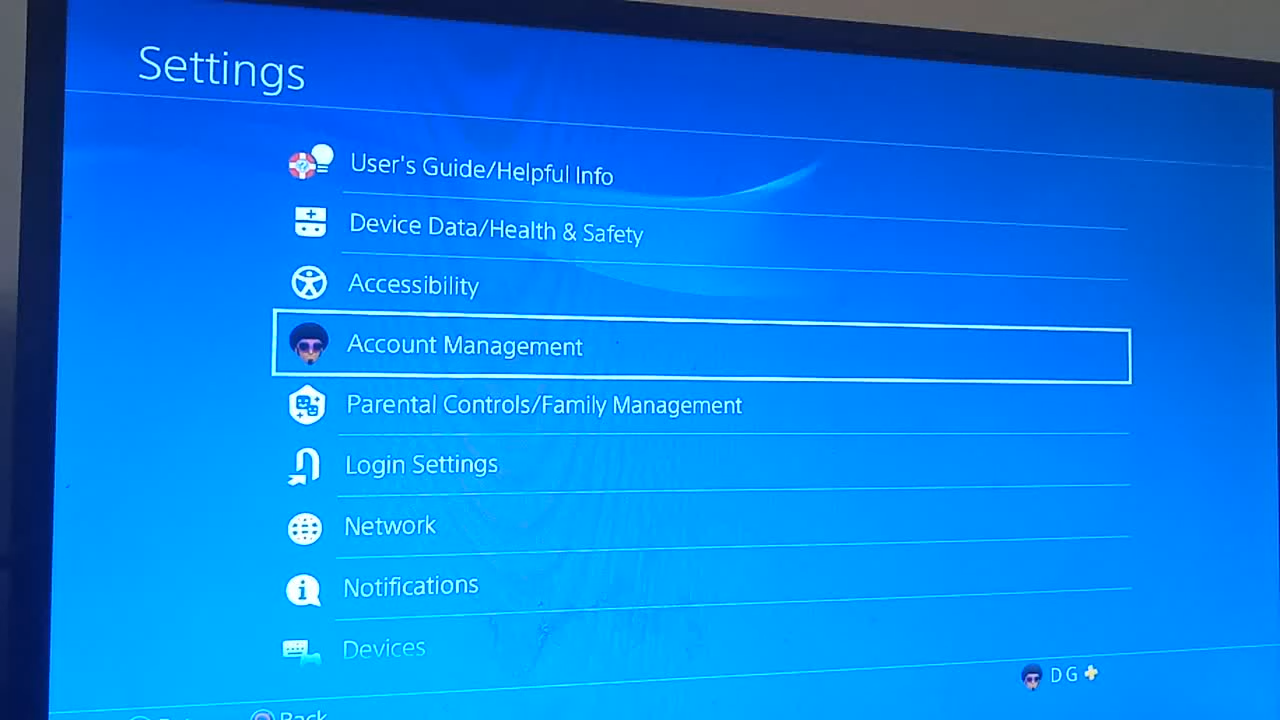 Settings
User's Guide/Helpful Info
Device Data/Health & Safety
Accessibility
Account Management
Parental Controls/Family Management
Login Settings
Network
Notifications
Devices
DG
Back